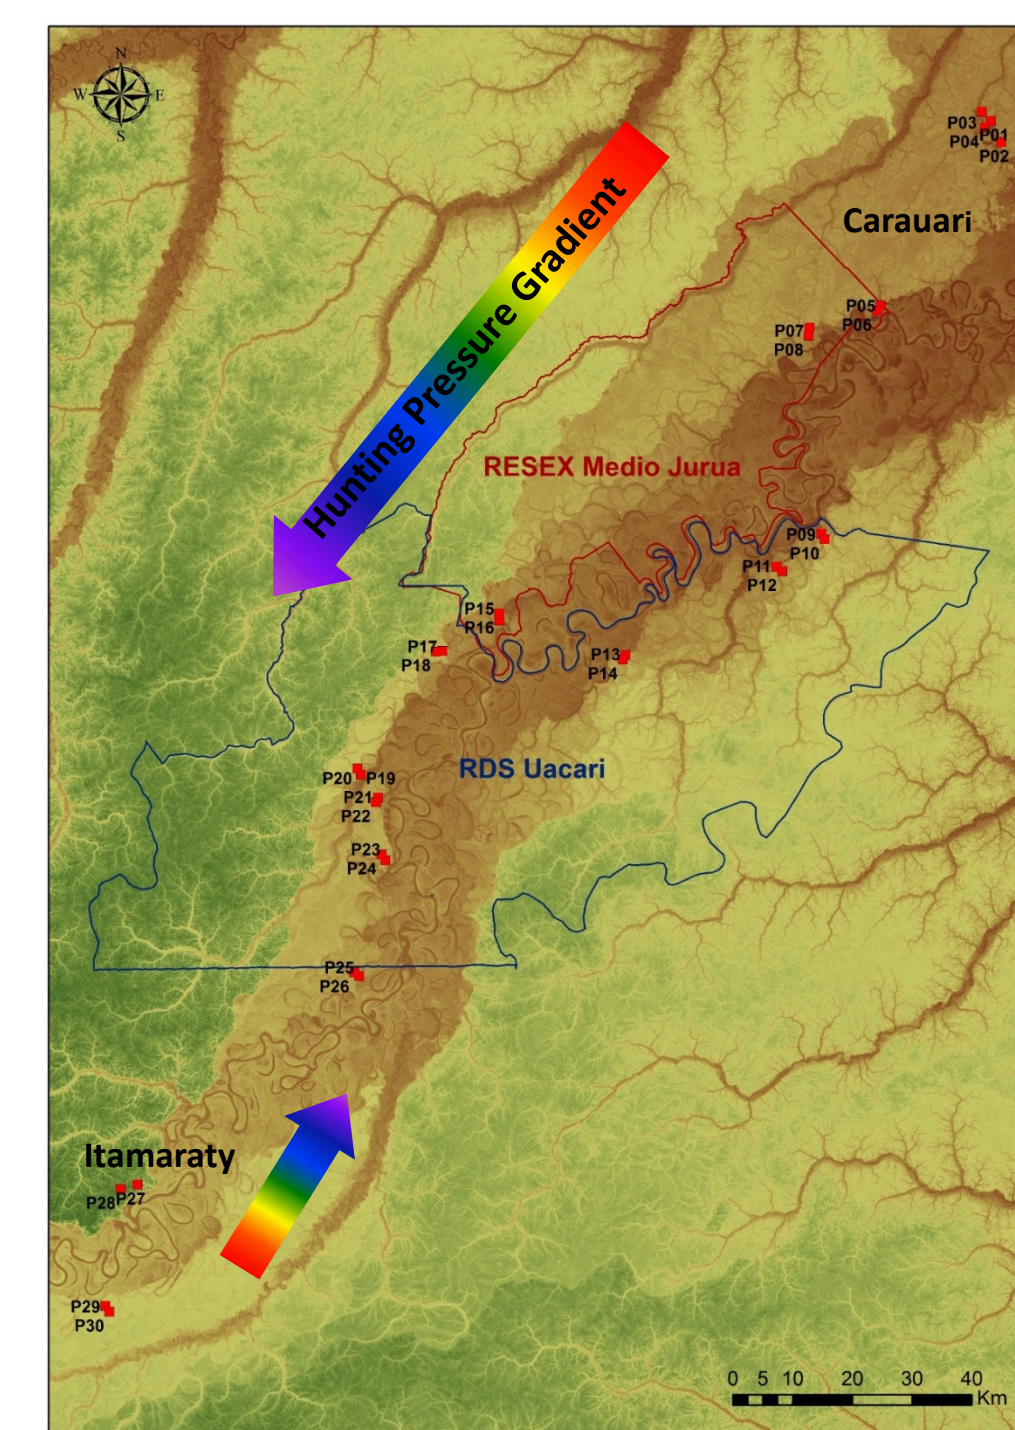 N
W E
S
P03
P01
P04
P02
Carauari
Hunting Pressure Gradient
P05
P06
P07
P08
RESEX Medio Jurua
P09
P10
P11
P12
P15
P16
P17
P18
P13
P14
RDS Uacari
P20 P19
P21
P22
P23
P24
P25
P26
Itamaraty
P28 P27
P29
P30
0 5 10 20 30 40
Km